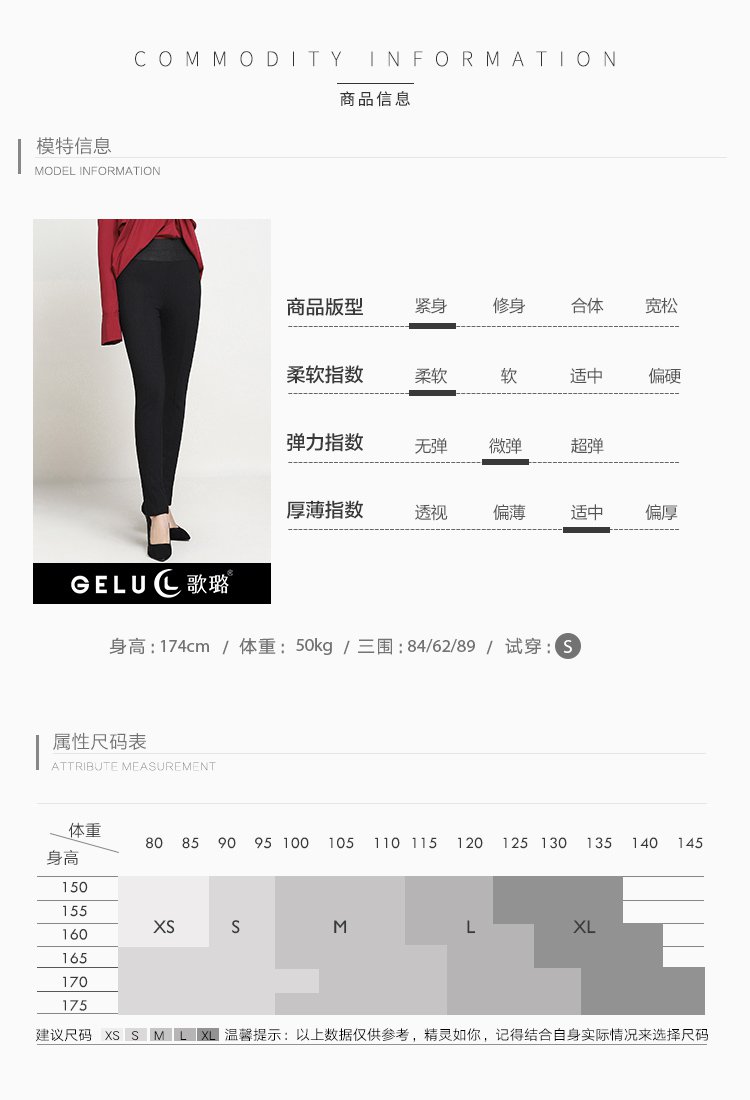 COMMODITY INFORMATION
商品信息
模特信息
MODEL INFORMATION
商品版型 紧身 修身 合体 宽松
柔软指数 柔软 软 适中 偏硬
弹力指数 无弹 微弹 超弹
厚薄指数 透视 偏薄 适中 偏厚
GELU 歌璐®
身高：174cm / 体重：50kg / 三围：84/62/89 / 试穿：S
属性尺码表
ATTRIBUTE MEASUREMENT
体重 80 85 90 95 100 105 110 115 120 125 130 135 140 145
身高
150
155
160 XS S M L XL
165
170
175
建议尺码 XS S M L XL 温馨提示：以上数据仅供参考，精灵如你，记得结合自身实际情况来选择尺码